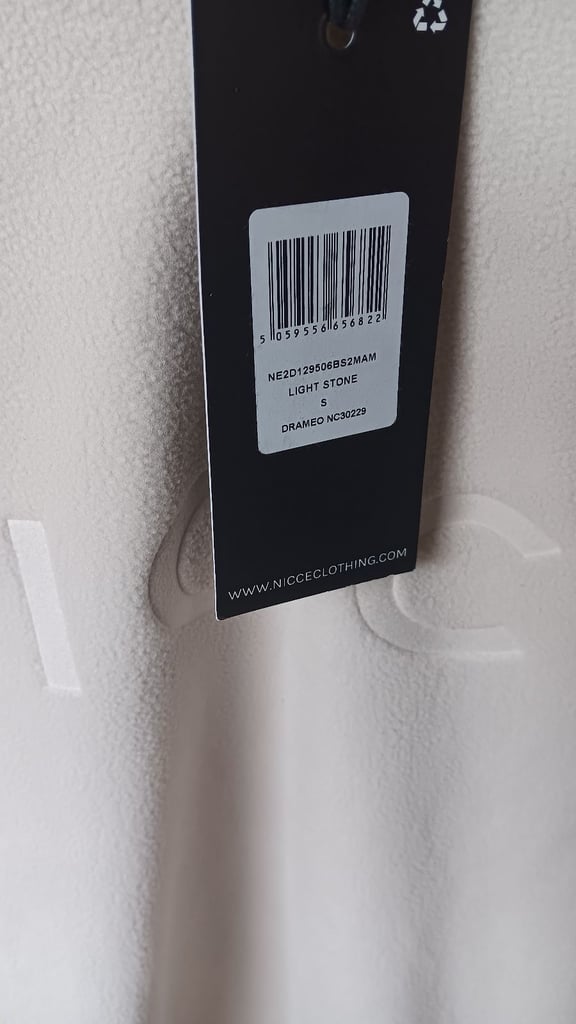 5 059556 656822
NE2D129506BS2MAM
LIGHT STONE
S
DRAMEO NC30229
WWW.NICCECLOTHING.COM
I C C